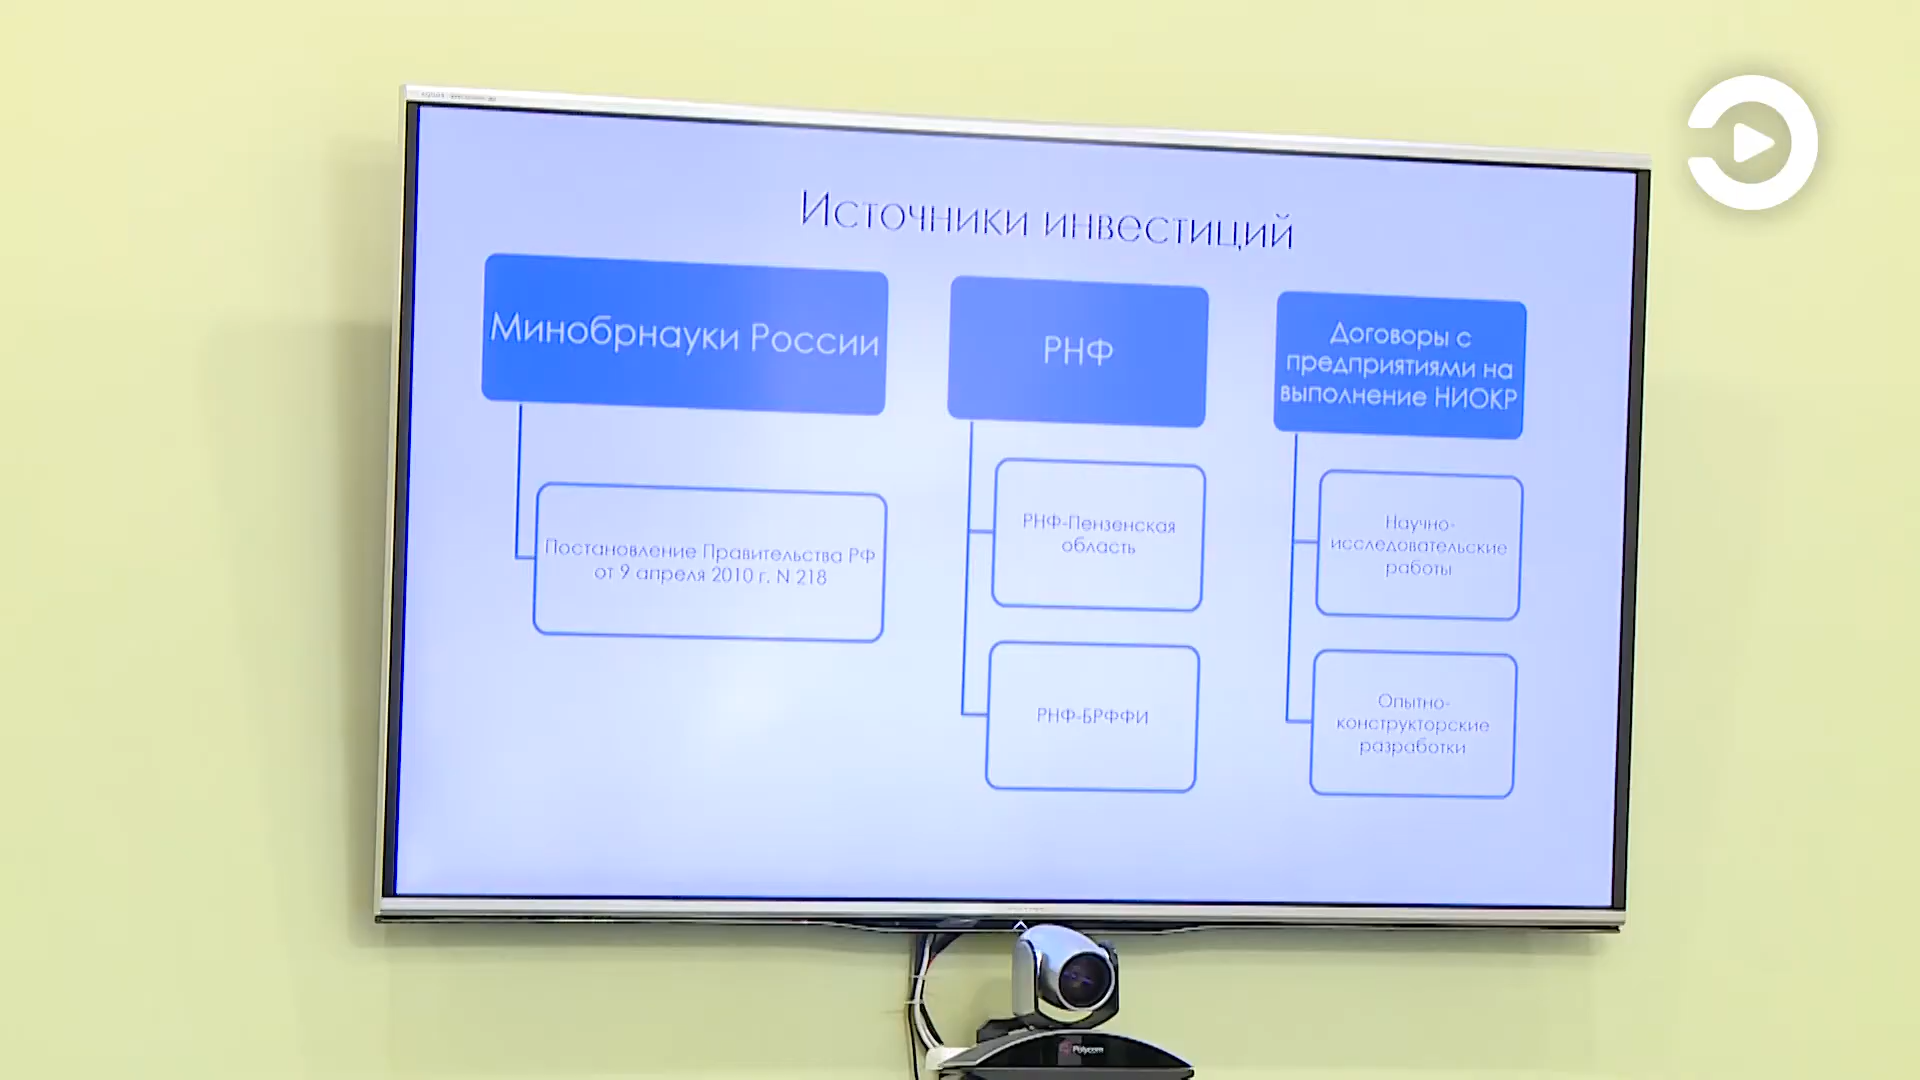 Источники инвестиций
Минобрнауки России
Постановление Правительства РФ
от 9 апреля 2010 г. N 218
РНФ
РНФ-Пензенская
область
РНФ-БРФФИ
Договоры с
предприятиями на
выполнение НИОКР
Научно-
исследовательские
работы
Опытно-
конструкторские
разработки
Polycom